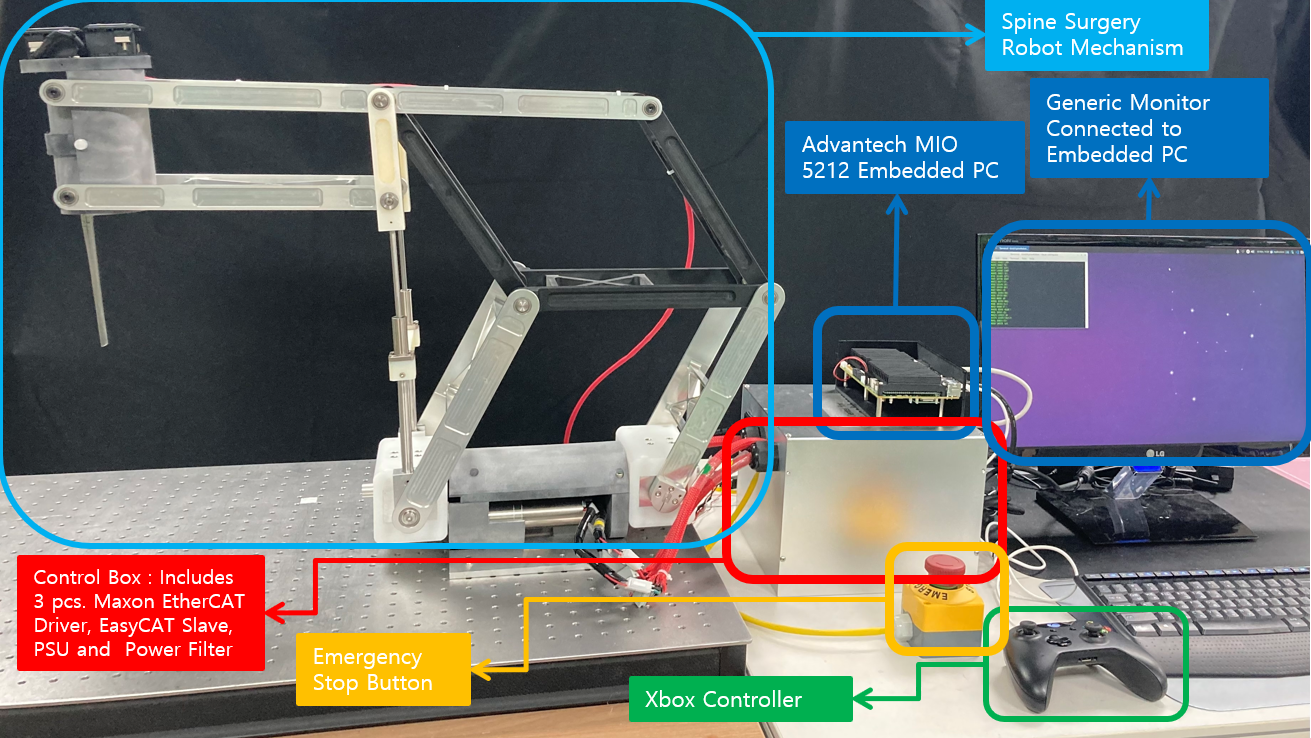 Spine Surgery
Robot Mechanism
Generic Monitor
Connected to
Embedded PC
Advantech MIO
5212 Embedded PC
LG
Control Box : Includes
3 pcs. Maxon EtherCAT
Driver, EasyCAT Slave,
PSU and Power Filter
Emergency
Stop Button
Xbox Controller